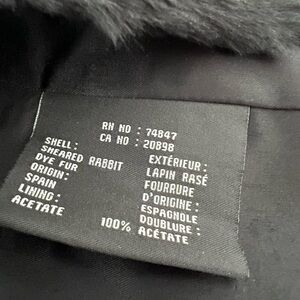 RN NO : 74847
CA NO : 20898
SHELL :
SHEARED RABBIT
DYE FUR
ORIGIN :
SPAIN
LINING :
ACETATE
EXTÉRIEUR :
LAPIN RASÉ
FOURRURE
D'ORIGINE :
ESPAGNOLE
DOUBLURE :
100% ACÉTATE